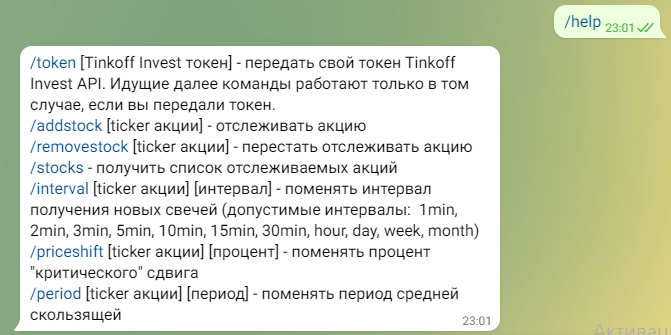 /help 23:01
/token [Tinkoff Invest токен] - передать свой токен Tinkoff
Invest API. Идущие далее команды работают только в том
случае, если вы передали токен.
/addstock [ticker акции] - отслеживать акцию
/removestock [ticker акции] - перестать отслеживать акцию
/stocks - получить список отслеживаемых акций
/interval [ticker акции] [интервал] - поменять интервал
получения новых свечей (допустимые интервалы:  1min,
2min, 3min, 5min, 10min, 15min, 30min, hour, day, week, month)
/priceshift [ticker акции] [процент] - поменять процент
"критического" сдвига
/period [ticker акции] [период] - поменять период средней
скользящей
23:01